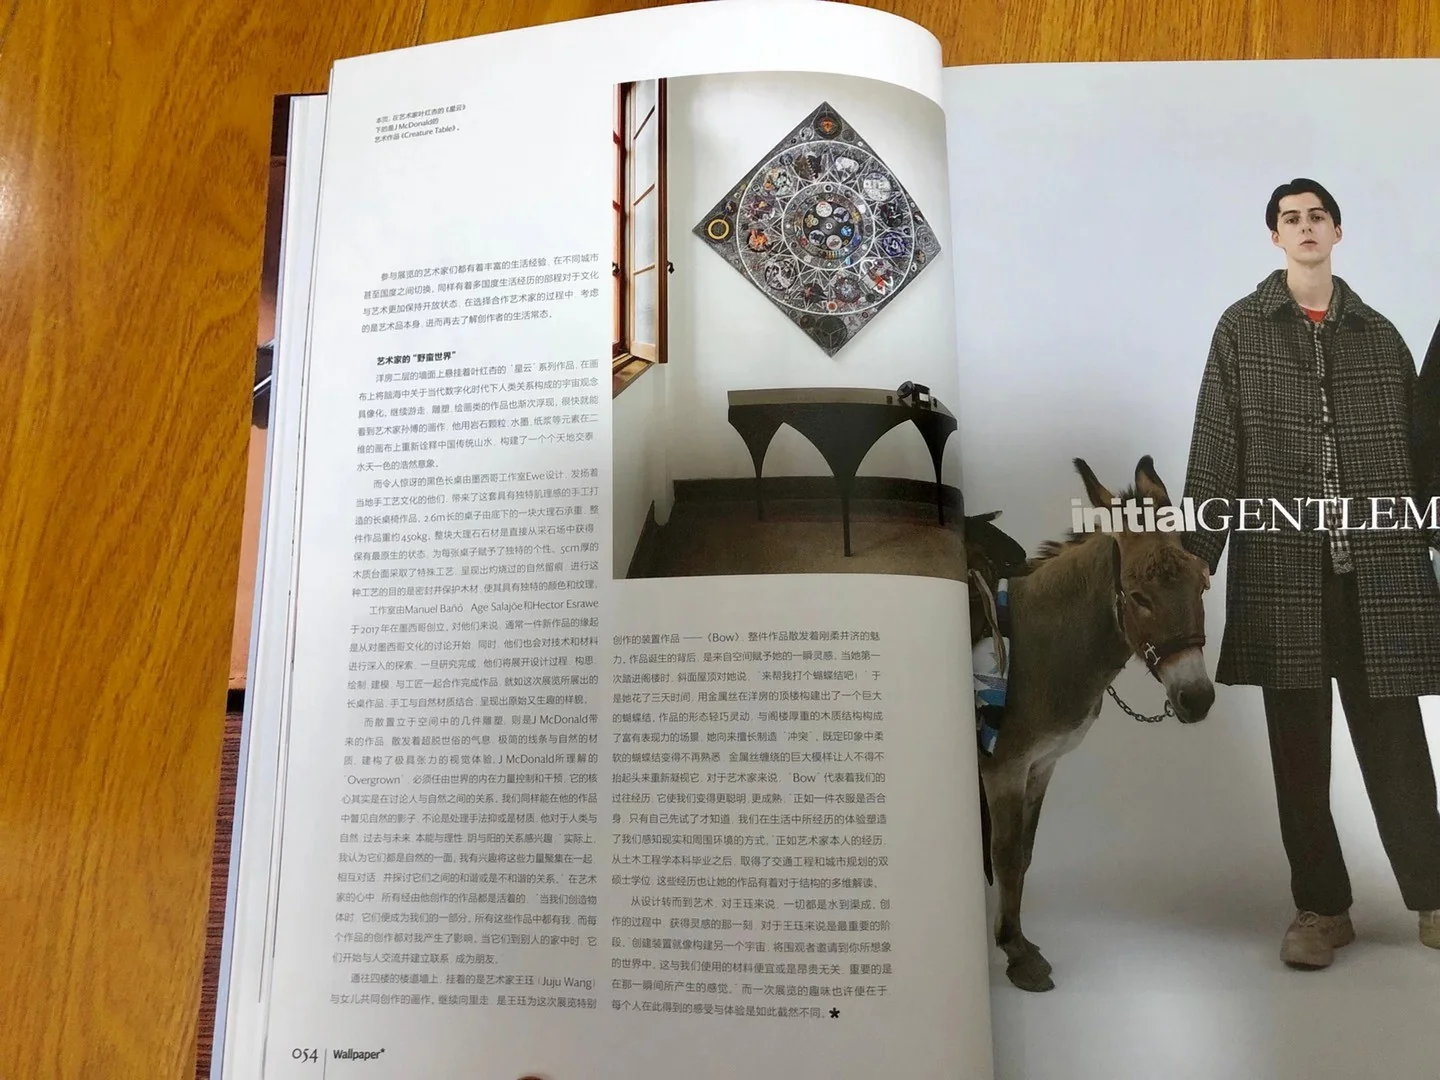 本页，在艺术家叶红杏的《星云》
下的是J McDonald的
艺术作品《Creature Table》。
参与展览的艺术家们都有着丰富的生活经验，在不同城市
甚至国度之间切换。同样有着多国度生活经历的邵程对于文化
与艺术更加保持开放状态，在选择合作艺术家的过程中，考虑
的是艺术品本身，进而再去了解创作者的生活常态。
艺术家的“野蛮世界”
洋房二层的墙面上悬挂着叶红杏的“星云”系列作品，在画
布上将脑海中关于当代数字化时代下人类关系构成的宇宙观念
具像化。继续游走，雕塑、绘画类的作品也渐次浮现。很快就能
看到艺术家孙博的画作，他用岩石颗粒、水墨、纸浆等元素在二
维的画布上重新诠释中国传统山水，构建了一个个天地交泰、
水天一色的浩然意象。
而令人惊讶的黑色长桌由墨西哥工作室Ewe设计，发扬着
当地手工艺文化的他们，带来了这套具有独特肌理感的手工打
造的长桌椅作品。2.6m长的桌子由底下的一块大理石承重，整
件作品重约450kg。整块大理石石材是直接从采石场中获得，
保有最原生的状态，为每张桌子赋予了独特的个性。5cm厚的
木质台面采取了特殊工艺，呈现出灼烧过的自然留痕，进行这
种工艺的目的是密封并保护木材，使其具有独特的颜色和纹理。
工作室由Manuel Bañó、Age Salajõe和Hector Esrawe
于2017年在墨西哥创立。对他们来说，通常一件新作品的缘起
是从对墨西哥文化的讨论开始，同时，他们也会对技术和材料
进行深入的探索，一旦研究完成，他们将展开设计过程，构思、
绘制、建模，与工匠一起合作完成作品，就如这次展览所展出的
长桌作品，手工与自然材质结合，呈现出原始又生趣的样貌。
而散置立于空间中的几件雕塑，则是J McDonald带
来的作品，散发着超脱世俗的气息，极简的线条与自然的材
质，建构了极具张力的视觉体验。J McDonald所理解的
“Overgrown”，必须任由世界的内在力量控制和干预，它的核
心其实是在讨论人与自然之间的关系。我们同样能在他的作品
中瞥见自然的影子，不论是处理手法抑或是材质，他对于人类与
自然、过去与未来、本能与理性、阴与阳的关系感兴趣，“实际上，
我认为它们都是自然的一面。我有兴趣将这些力量聚集在一起，
相互对话，并探讨它们之间的和谐或是不和谐的关系。”在艺术
家的心中，所有经由他创作的作品都是活着的，“当我们创造物
体时，它们便成为我们的一部分。所有这些作品中都有我，而每
个作品的创作都对我产生了影响。当它们到别人的家中时，它
们开始与人交流并建立联系，成为朋友。
通往四楼的楼道墙上，挂着的是艺术家王珏（Juju Wang）
与女儿共同创作的画作。继续向里走，是王珏为这次展览特别
创作的装置作品——《Bow》，整件作品散发着刚柔并济的魅
力。作品诞生的背后，是来自空间赋予她的一瞬灵感。当她第一
次踏进阁楼时，斜面屋顶对她说，“来帮我打个蝴蝶结吧！”于
是她花了三天时间，用金属丝在洋房的顶楼构建出了一个巨大
的蝴蝶结，作品的形态轻巧灵动，与阁楼厚重的木质结构构成
了富有表现力的场景。她向来擅长制造“冲突”，既定印象中柔
软的蝴蝶结变得不再熟悉，金属丝缠绕的巨大模样让人不得不
抬起头来重新凝视它。对于艺术家来说，“Bow”代表着我们的
过往经历，它使我们变得更聪明、更成熟，“正如一件衣服是否合
身，只有自己先试了才知道，我们在生活中所经历的体验塑造
了我们感知现实和周围环境的方式。”正如艺术家本人的经历，
从土木工程学本科毕业之后，取得了交通工程和城市规划的双
硕士学位，这些经历也让她的作品有着对于结构的多维解读。
从设计转而到艺术，对王珏来说，一切都是水到渠成。创
作的过程中，获得灵感的那一刻，对于王珏来说是最重要的阶
段。“创建装置就像构建另一个宇宙，将围观者邀请到你所想象
的世界中。这与我们使用的材料便宜或是昂贵无关，重要的是
在那一瞬间所产生的感觉。”而一次展览的趣味也许便在于，
每个人在此得到的感受与体验是如此截然不同。*
054 | Wallpaper*
initialGENTLEM